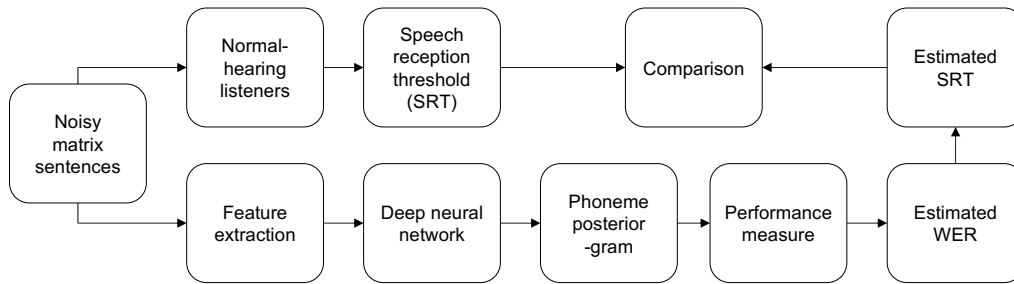 Noisy
matrix
sentences
Normal-
hearing
listeners
Speech
reception
threshold
(SRT)
Comparison
Estimated
SRT
Feature
extraction
Deep neural
network
Phoneme
posterior
-gram
Performance
measure
Estimated
WER